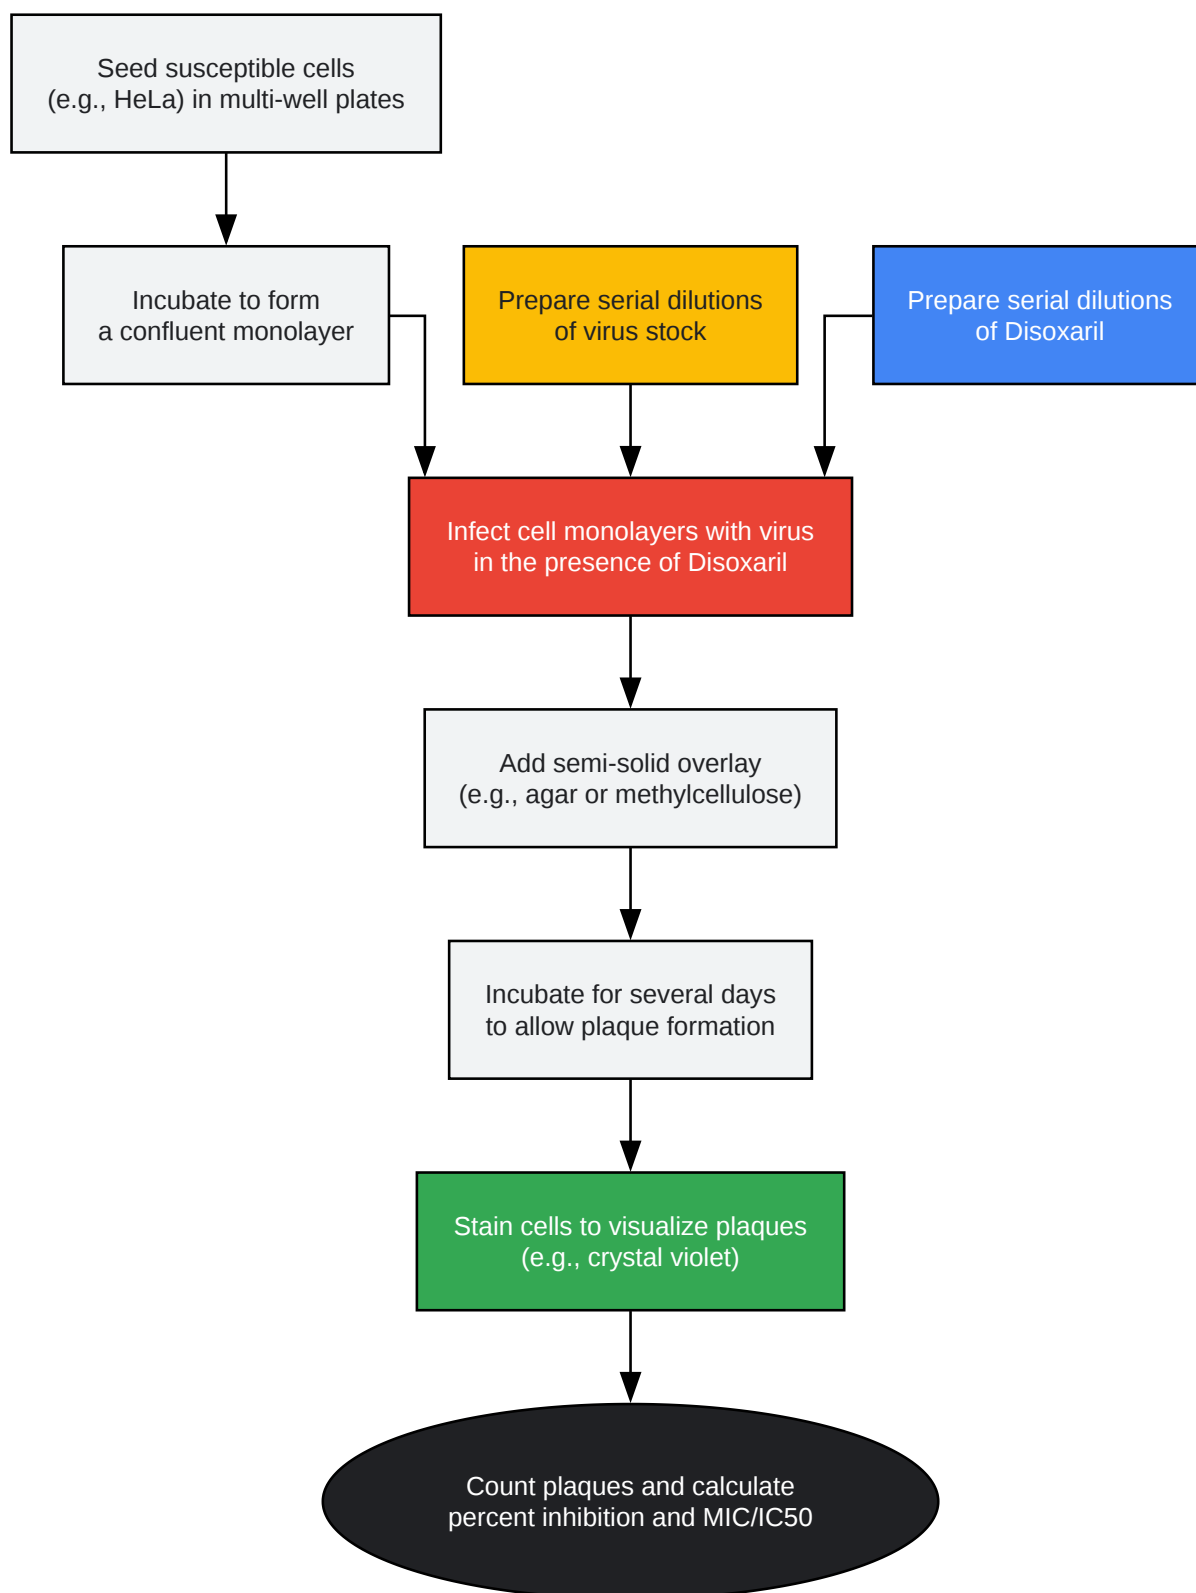 Seed susceptible cells
(e.g., HeLa) in multi-well plates
Incubate to form
a confluent monolayer
Prepare serial dilutions
of virus stock
Prepare serial dilutions
of Disoxaril
Infect cell monolayers with virus
in the presence of Disoxaril
Add semi-solid overlay
(e.g., agar or methylcellulose)
Incubate for several days
to allow plaque formation
Stain cells to visualize plaques
(e.g., crystal violet)
Count plaques and calculate
percent inhibition and MIC/IC50